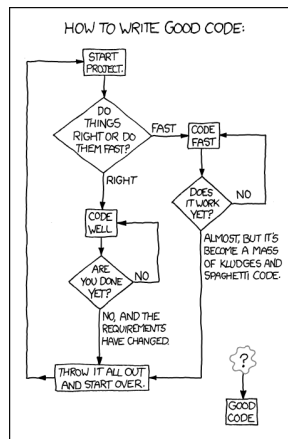 HOW TO WRITE GOOD CODE:
START
PROJECT.
DO
THINGS
RIGHT OR DO
THEM FAST?
FAST
CODE
FAST
RIGHT
DOES
IT WORK
YET?
NO
CODE
WELL
ALMOST, BUT IT'S
BECOME A MASS
OF KLUDGES AND
SPAGHETTI CODE.
ARE
YOU DONE
YET?
NO
NO, AND THE
REQUIREMENTS
HAVE CHANGED.
THROW IT ALL OUT
AND START OVER.
?
GOOD
CODE